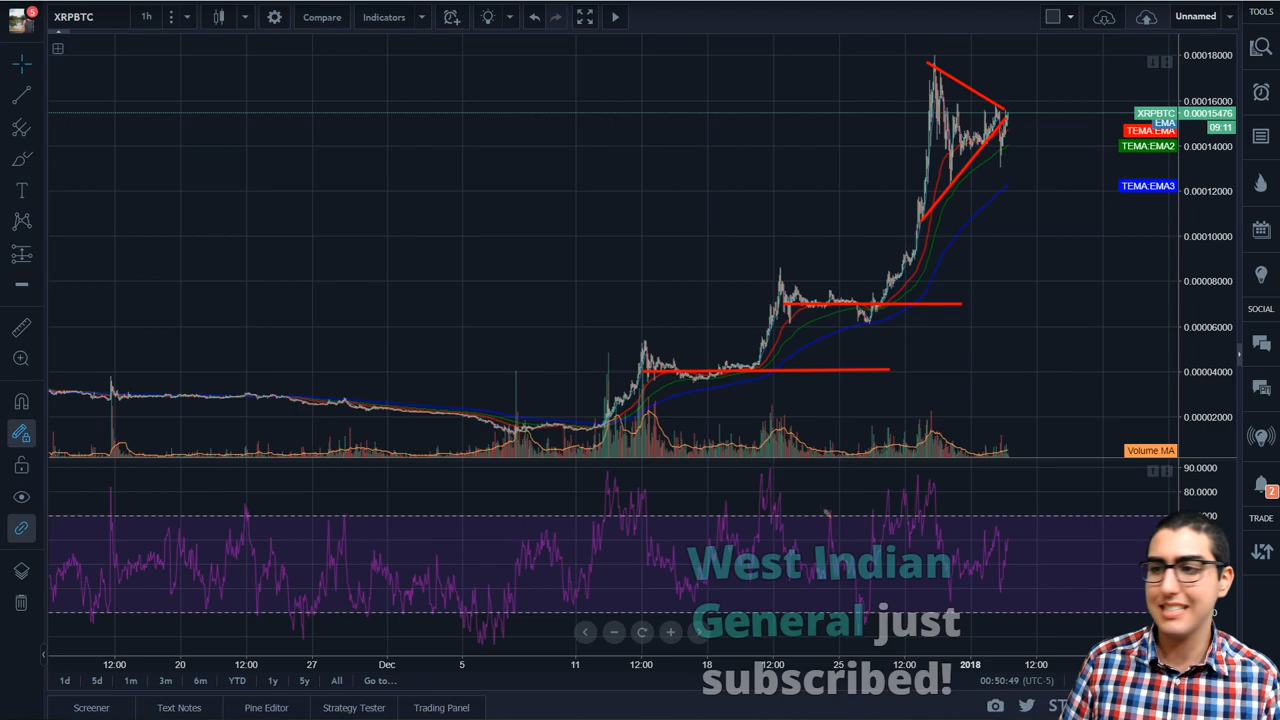 5
XRPBTC
1h
Compare
Indicators
Unnamed
TOOLS
0.00018000
0.00016000
XRPBTC 0.00015476
EMA
09:11
TEMA:EMA
TEMA:EMA2
0.00014000
TEMA:EMA3
0.00012000
0.00010000
0.00008000
0.00006000
0.00004000
0.00002000
Volume MA
SOCIAL
90.0000
80.0000
2
TRADE
West Indian
General just
subscribed!
12:00 20 12:00 27 Dec 5 11 12:00 18 12:00 25 12:00 2018 12:00
1d 5d 1m 3m 6m YTD 1y 5y All Go to...
00:50:49 (UTC-5)
Screener Text Notes Pine Editor Strategy Tester Trading Panel